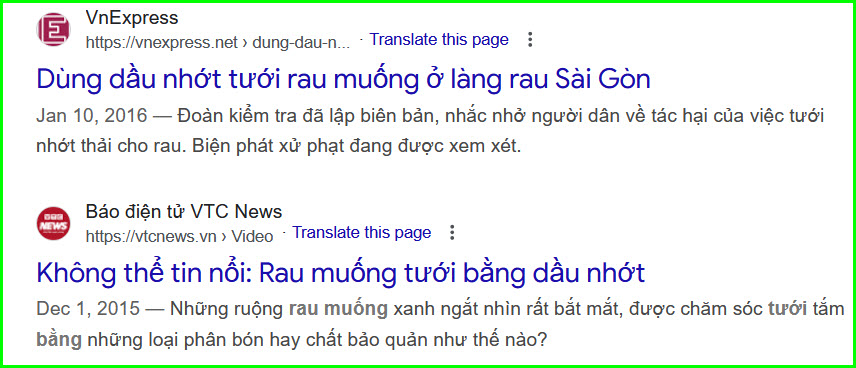 VnExpress
https://vnexpress.net › dung-dau-n... · Translate this page
Dùng dầu nhớt tưới rau muống ở làng rau Sài Gòn
Jan 10, 2016 — Đoàn kiểm tra đã lập biên bản, nhắc nhở người dân về tác hại của việc tưới
nhớt thải cho rau. Biện phát xử phạt đang được xem xét.
Báo điện tử VTC News
https://vtcnews.vn › Video · Translate this page
NEWS
Không thể tin nổi: Rau muống tưới bằng dầu nhớt
Dec 1, 2015 — Những ruộng rau muống xanh ngắt nhìn rất bắt mắt, được chăm sóc tưới tắm
bằng những loại phân bón hay chất bảo quản như thế nào?